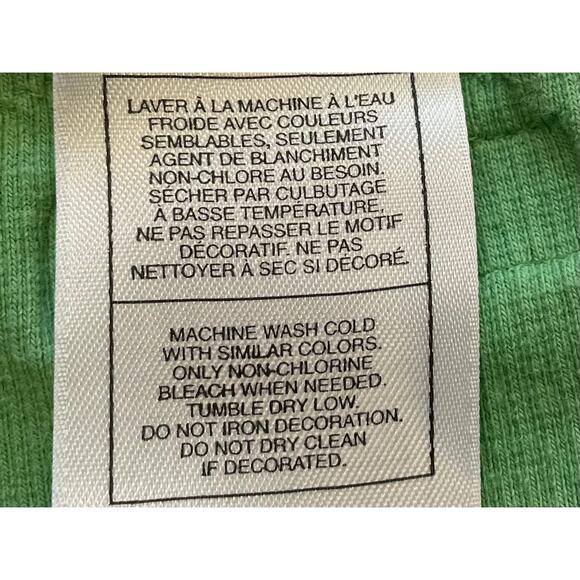 LAVER À LA MACHINE À L'EAU
FROIDE AVEC COULEURS
SEMBLABLES, SEULEMENT
AGENT DE BLANCHIMENT
NON-CHLORE AU BESOIN.
SÉCHER PAR CULBUTAGE
À BASSE TEMPÉRATURE,
NE PAS REPASSER LE MOTIF
DÉCORATIF. NE PAS
NETTOYER À SEC SI DÉCORÉ.
MACHINE WASH COLD
WITH SIMILAR COLORS.
ONLY NON-CHLORINE
BLEACH WHEN NEEDED.
TUMBLE DRY LOW.
DO NOT IRON DECORATION.
DO NOT DRY CLEAN
IF DECORATED.